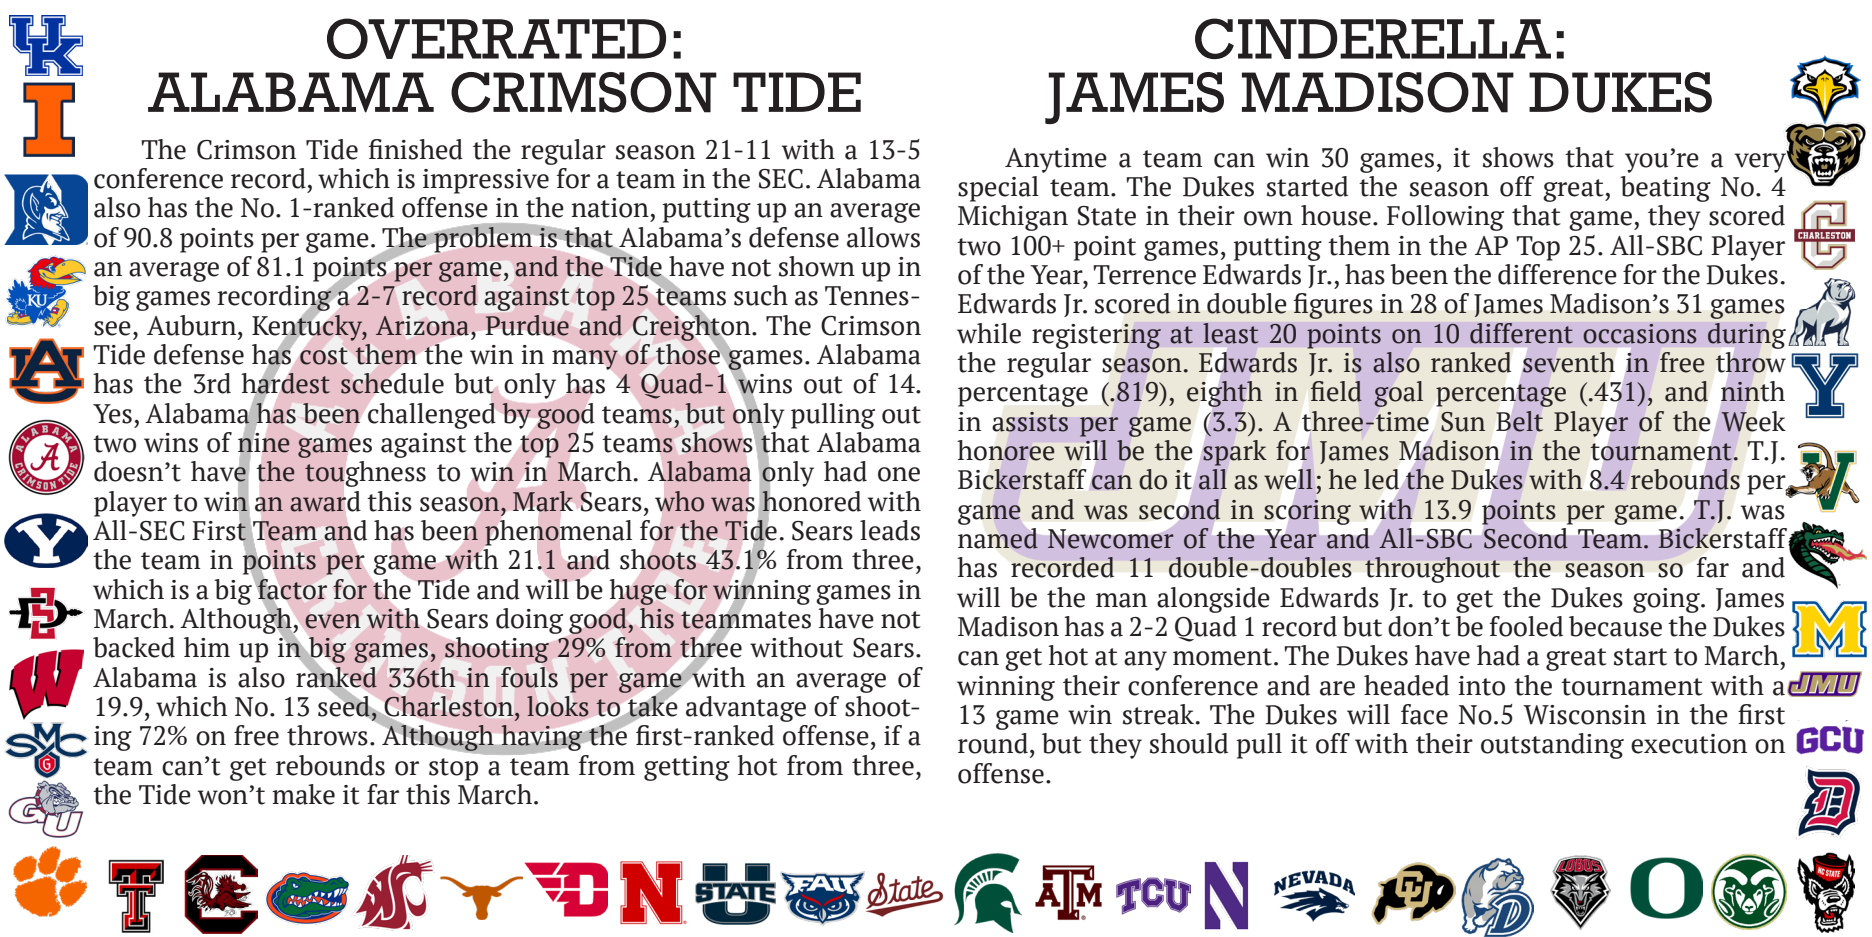 OVERRATED:
ALABAMA CRIMSON TIDE
The Crimson Tide finished the regular season 21-11 with a 13-5
conference record, which is impressive for a team in the SEC. Alabama
also has the No. 1-ranked offense in the nation, putting up an average
of 90.8 points per game. The problem is that Alabama’s defense allows
an average of 81.1 points per game, and the Tide have not shown up in
big games recording a 2-7 record against top 25 teams such as Tennes-
see, Auburn, Kentucky, Arizona, Purdue and Creighton. The Crimson
Tide defense has cost them the win in many of those games. Alabama
has the 3rd hardest schedule but only has 4 Quad-1 wins out of 14.
Yes, Alabama has been challenged by good teams, but only pulling out
two wins of nine games against the top 25 teams shows that Alabama
doesn’t have the toughness to win in March. Alabama only had one
player to win an award this season, Mark Sears, who was honored with
All-SEC First Team and has been phenomenal for the Tide. Sears leads
the team in points per game with 21.1 and shoots 43.1% from three,
which is a big factor for the Tide and will be huge for winning games in
March. Although, even with Sears doing good, his teammates have not
backed him up in big games, shooting 29% from three without Sears.
Alabama is also ranked 336th in fouls per game with an average of
19.9, which No. 13 seed, Charleston, looks to take advantage of shoot-
ing 72% on free throws. Although having the first-ranked offense, if a
team can’t get rebounds or stop a team from getting hot from three,
the Tide won’t make it far this March.
CINDERELLA:
JAMES MADISON DUKES
Anytime a team can win 30 games, it shows that you’re a very
special team. The Dukes started the season off great, beating No. 4
Michigan State in their own house. Following that game, they scored
two 100+ point games, putting them in the AP Top 25. All-SBC Player
of the Year, Terrence Edwards Jr., has been the difference for the Dukes.
Edwards Jr. scored in double figures in 28 of James Madison’s 31 games
while registering at least 20 points on 10 different occasions during
the regular season. Edwards Jr. is also ranked seventh in free throw
percentage (.819), eighth in field goal percentage (.431), and ninth
in assists per game (3.3). A three-time Sun Belt Player of the Week
honoree will be the spark for James Madison in the tournament. T.J.
Bickerstaff can do it all as well; he led the Dukes with 8.4 rebounds per
game and was second in scoring with 13.9 points per game. T.J. was
named Newcomer of the Year and All-SBC Second Team. Bickerstaff
has recorded 11 double-doubles throughout the season so far and
will be the man alongside Edwards Jr. to get the Dukes going. James
Madison has a 2-2 Quad 1 record but don’t be fooled because the Dukes
can get hot at any moment. The Dukes have had a great start to March,
winning their conference and are headed into the tournament with a
13 game win streak. The Dukes will face No.5 Wisconsin in the first
round, but they should pull it off with their outstanding execution on
offense.
UK
I
D
KU
AU
ALABAMA
A
CRIMSON TIDE
Y
SD
W
SMC
G
GU
ALABAMA
A
CRIMSON TIDE
JMU
C
CHARLESTON
Y
V
M
JMU
GCU
D
TT
C
D
N
U
STATE
FAU
State
ATM
TCU
N
NEVADA
CU
D
LOBOS
O
NC STATE